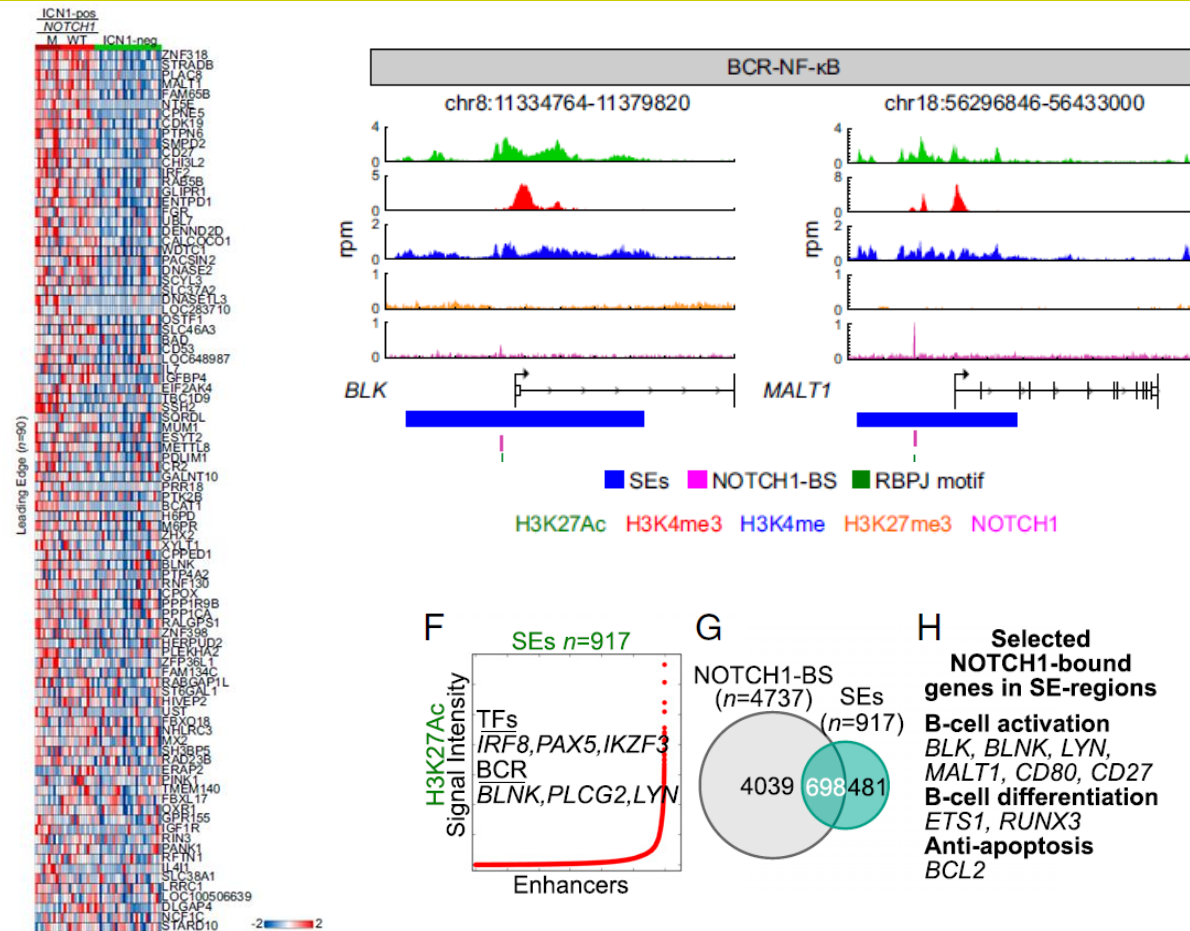 ICN1-pos
NOTCH1
M WT ICN1-neg
ZNF318
STRADB
PLAC8
MALT1
FAM65B
NT5E
CPNE5
CDK19
PTPN6
SMPD2
CD27
CHI3L2
IRF2
RAB5B
GLIPR1
ENTPD1
FGR
UBL7
DENND2D
CALCOCO1
WDTC1
PACSIN2
DNASE2
SCYL3
SLC37A2
DNASETL3
LOC283710
OSTF1
SLC46A3
BAD
CD53
LOC648987
IL7
IGFBP4
EIF2AK4
TBC1D9
SSH2
SQRDL
MUM1
ESYT2
METTL8
PDLIM1
CR2
GALNT10
PRR18
PTK2B
BCAT1
H6PD
M6PR
ZHX2
XYLT1
CPPED1
BLNK
PTP4A2
RNF130
CPOX
PPP1R9B
PPP1CA
RALGPS1
ZNF398
HERPUD2
PLEKHA2
ZFP36L1
FAM134C
RABGAP1L
ST6GAL1
HIVEP2
UST
FBXO18
NHLRC3
MX2
SH3BP5
RAD23B
ERAP2
PINK1
TMEM140
FBXL17
OXR1
GPR155
IGF1R
RIN3
PANK1
RFTN1
IL4I1
SLC38A1
LRRC1
LOC100506639
DLGAP4
NCF1C
STARD10
Leading Edge (n=90)
-2 2
BCR-NF-κB
chr8:11334764-11379820
4
0
5
0
2
0
1
0
1
0
rpm
BLK
chr18:56296846-56433000
4
0
8
0
2
0
1
0
1
0
rpm
MALT1
SEs NOTCH1-BS RBPJ motif
H3K27Ac H3K4me3 H3K4me H3K27me3 NOTCH1
F
SEs n=917
H3K27Ac
Signal Intensity
TFs
IRF8,PAX5,IKZF3
BCR
BLNK,PLCG2,LYN
Enhancers
G
NOTCH1-BS
(n=4737)
SEs
(n=917)
4039 698 481
H
Selected
NOTCH1-bound
genes in SE-regions
B-cell activation
BLK, BLNK, LYN,
MALT1, CD80, CD27
B-cell differentiation
ETS1, RUNX3
Anti-apoptosis
BCL2